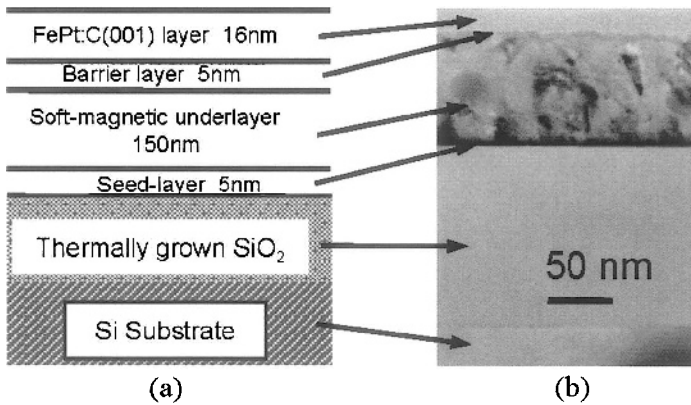 FePt:C(001) layer 16nm
Barrier layer 5nm
Soft-magnetic underlayer
150nm
Seed-layer 5nm
Thermally grown SiO₂
Si Substrate
50 nm
(a)
(b)